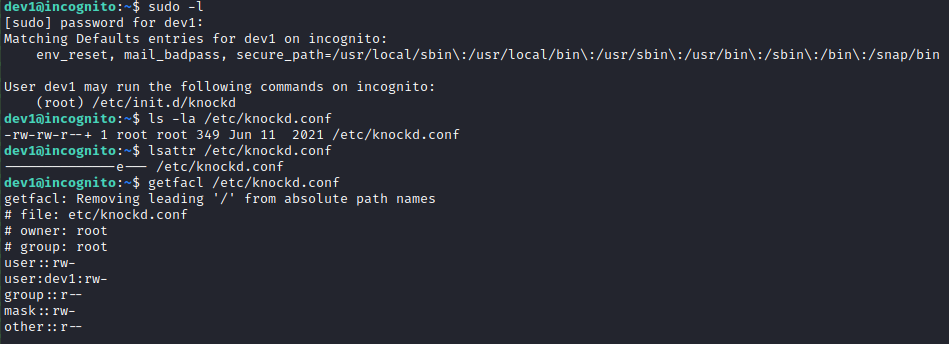 dev1@incognito:~$ sudo -l
[sudo] password for dev1:
Matching Defaults entries for dev1 on incognito:
    env_reset, mail_badpass, secure_path=/usr/local/sbin\:/usr/local/bin\:/usr/sbin\:/usr/bin\:/sbin\:/bin\:/snap/bin

User dev1 may run the following commands on incognito:
    (root) /etc/init.d/knockd
dev1@incognito:~$ ls -la /etc/knockd.conf
-rw-rw-r--+ 1 root root 349 Jun 11  2021 /etc/knockd.conf
dev1@incognito:~$ lsattr /etc/knockd.conf
--------------e--- /etc/knockd.conf
dev1@incognito:~$ getfacl /etc/knockd.conf
getfacl: Removing leading '/' from absolute path names
# file: etc/knockd.conf
# owner: root
# group: root
user::rw-
user:dev1:rw-
group::r--
mask::rw-
other::r--